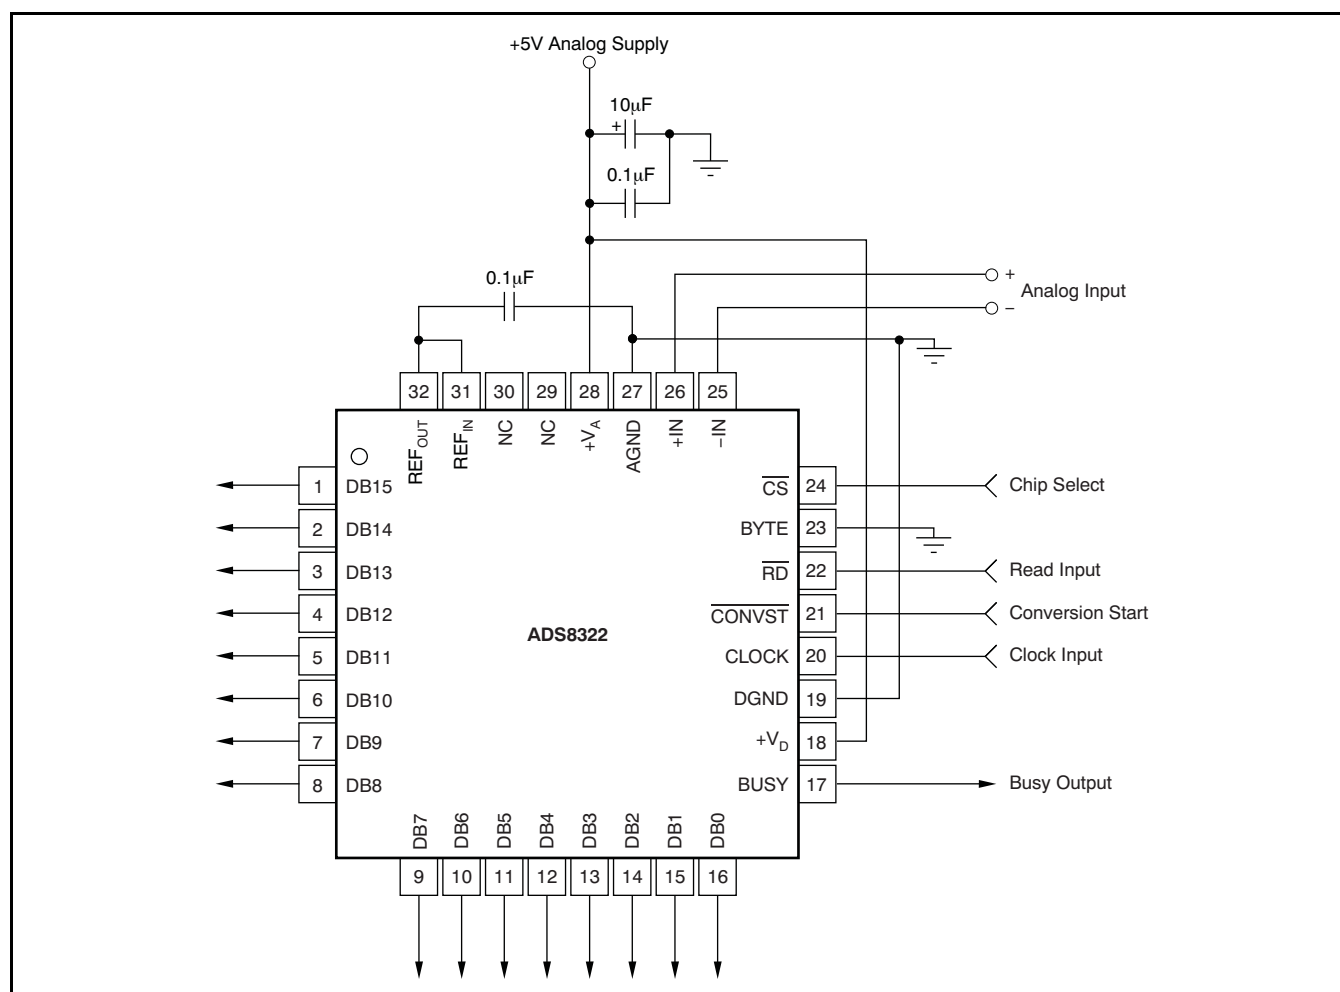 +5V Analog Supply
10μF
+
0.1μF
0.1μF
+
Analog Input
–
32 31 30 29 28 27 26 25
REFOUT REFIN NC NC +VA AGND +IN –IN
1 DB15
2 DB14
3 DB13
4 DB12
5 DB11
6 DB10
7 DB9
8 DB8
ADS8322
CS 24 Chip Select
BYTE 23
RD 22 Read Input
CONVST 21 Conversion Start
CLOCK 20 Clock Input
DGND 19
+VD 18
BUSY 17 Busy Output
DB7 DB6 DB5 DB4 DB3 DB2 DB1 DB0
9 10 11 12 13 14 15 16